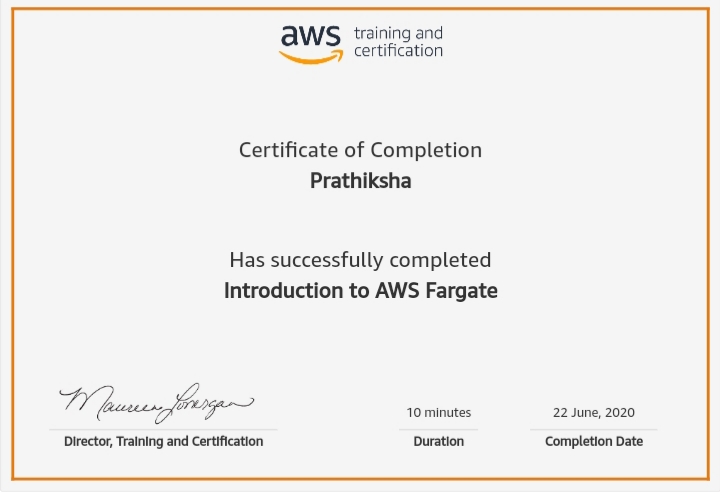 aws training and
certification
Certificate of Completion
Prathiksha
Has successfully completed
Introduction to AWS Fargate
Maureen Lonergan
Director, Training and Certification
10 minutes
Duration
22 June, 2020
Completion Date